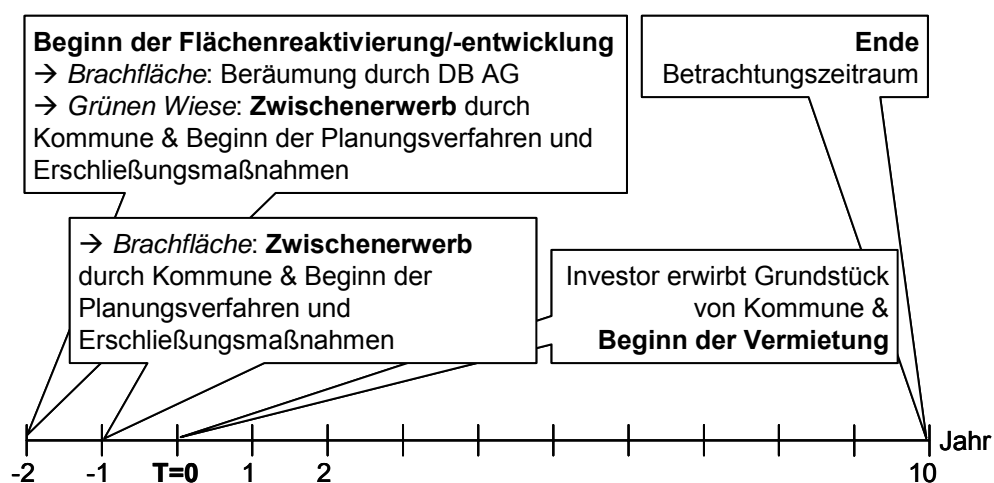 Beginn der Flächenreaktivierung/-entwicklung
→ Brachfläche: Beräumung durch DB AG
→ Grünen Wiese: Zwischenerwerb durch
Kommune & Beginn der Planungsverfahren und
Erschließungsmaßnahmen
Ende
Betrachtungszeitraum
→ Brachfläche: Zwischenerwerb
durch Kommune & Beginn der
Planungsverfahren und
Erschließungsmaßnahmen
Investor erwirbt Grundstück
von Kommune &
Beginn der Vermietung
Jahr
-2 -1 T=0 1 2 10